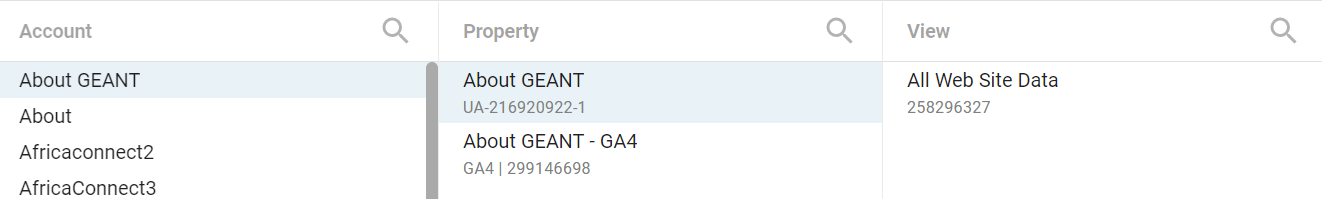 Account
About GEANT
About
Africaconnect2
AfricaConnect3
Property
About GEANT
UA-216920922-1
About GEANT - GA4
GA4 | 299146698
View
All Web Site Data
258296327